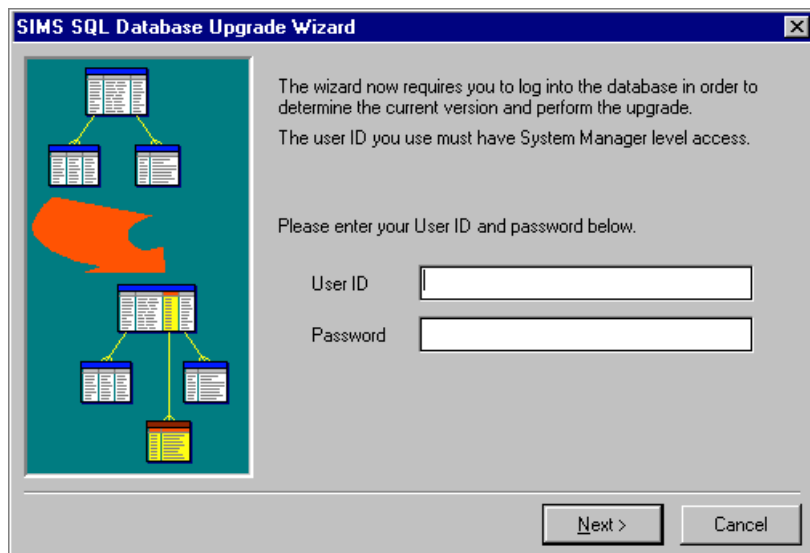 SIMS SQL Database Upgrade Wizard
The wizard now requires you to log into the database in order to
determine the current version and perform the upgrade.
The user ID you use must have System Manager level access.
Please enter your User ID and password below.
User ID
Password
Next >
Cancel